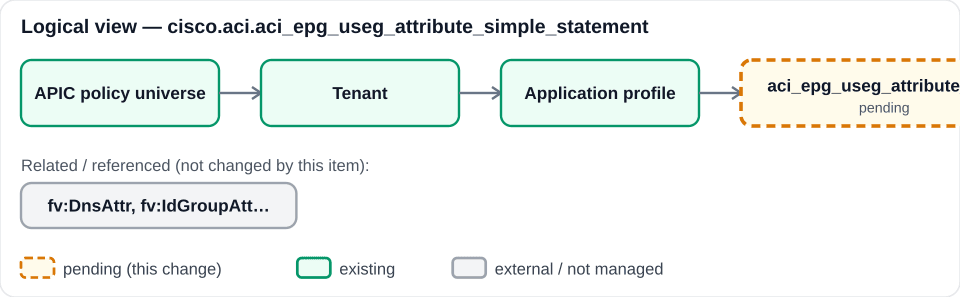 Logical view — cisco.aci.aci_epg_useg_attribute_simple_statement
APIC policy universe
Tenant
Application profile
aci_epg_useg_attribute
pending
Related / referenced (not changed by this item):
fv:DnsAttr, fv:IdGroupAtt…
pending (this change)
existing
external / not managed